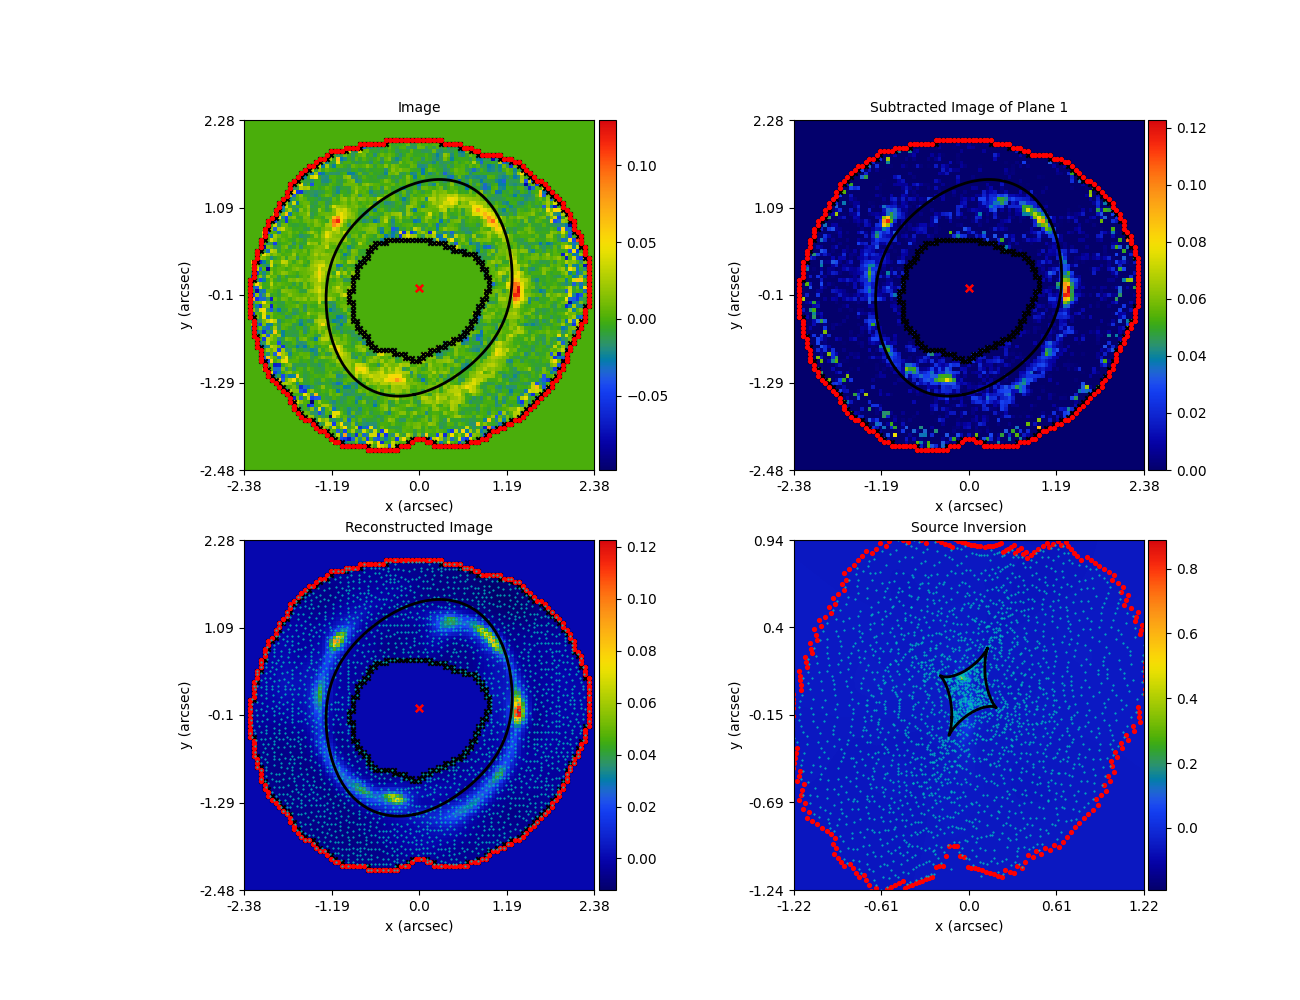 Image
2.28
1.09
-0.1
-1.29
-2.48
y (arcsec)
-2.38 -1.19 0.0 1.19 2.38
x (arcsec)
0.10
0.05
0.00
−0.05
Subtracted Image of Plane 1
2.28
1.09
-0.1
-1.29
-2.48
y (arcsec)
-2.38 -1.19 0.0 1.19 2.38
x (arcsec)
0.12
0.10
0.08
0.06
0.04
0.02
0.00
Reconstructed Image
2.28
1.09
-0.1
-1.29
-2.48
y (arcsec)
-2.38 -1.19 0.0 1.19 2.38
x (arcsec)
0.12
0.10
0.08
0.06
0.04
0.02
0.00
Source Inversion
0.94
0.4
-0.15
-0.69
-1.24
y (arcsec)
-1.22 -0.61 0.0 0.61 1.22
x (arcsec)
0.8
0.6
0.4
0.2
0.0